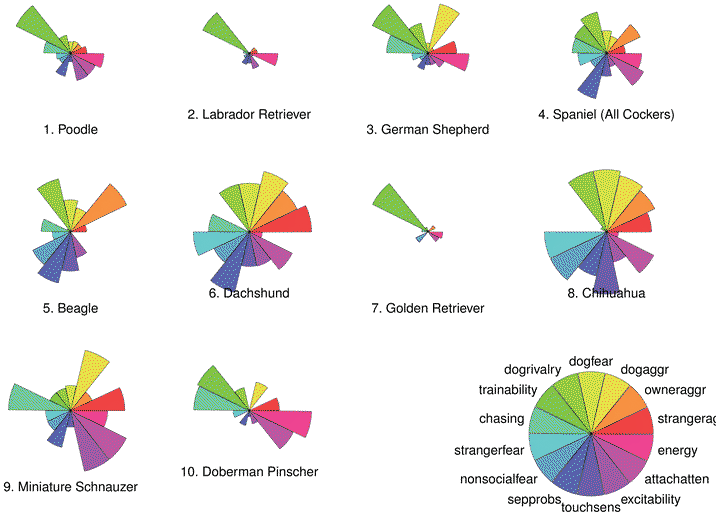 1. Poodle
2. Labrador Retriever
3. German Shepherd
4. Spaniel (All Cockers)
5. Beagle
6. Dachshund
7. Golden Retriever
8. Chihuahua
9. Miniature Schnauzer
10. Doberman Pinscher
dogfear
dogrivalry
dogaggr
trainability
owneraggr
chasing
strangerag
strangerfear
energy
nonsocialfear
attachatten
sepprobs
excitability
touchsens